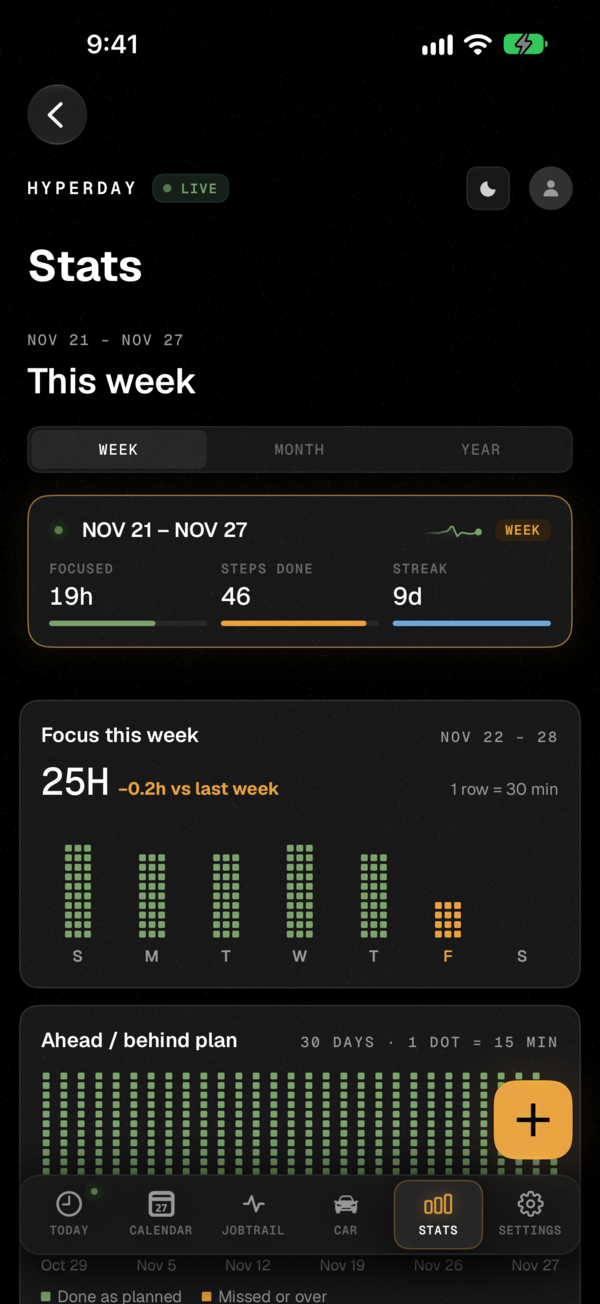 9:41
HYPERDAY LIVE
Stats
NOV 21 – NOV 27
This week
WEEK MONTH YEAR
NOV 21 – NOV 27 WEEK
FOCUSED STEPS DONE STREAK
19h 46 9d
Focus this week NOV 22 – 28
25H –0.2h vs last week 1 row = 30 min
S M T W T F S
Ahead / behind plan 30 DAYS · 1 DOT = 15 MIN
27
TODAY CALENDAR JOBTRAIL CAR STATS SETTINGS
Oct 29 Nov 5 Nov 12 Nov 19 Nov 26 Nov 27
Done as planned Missed or over